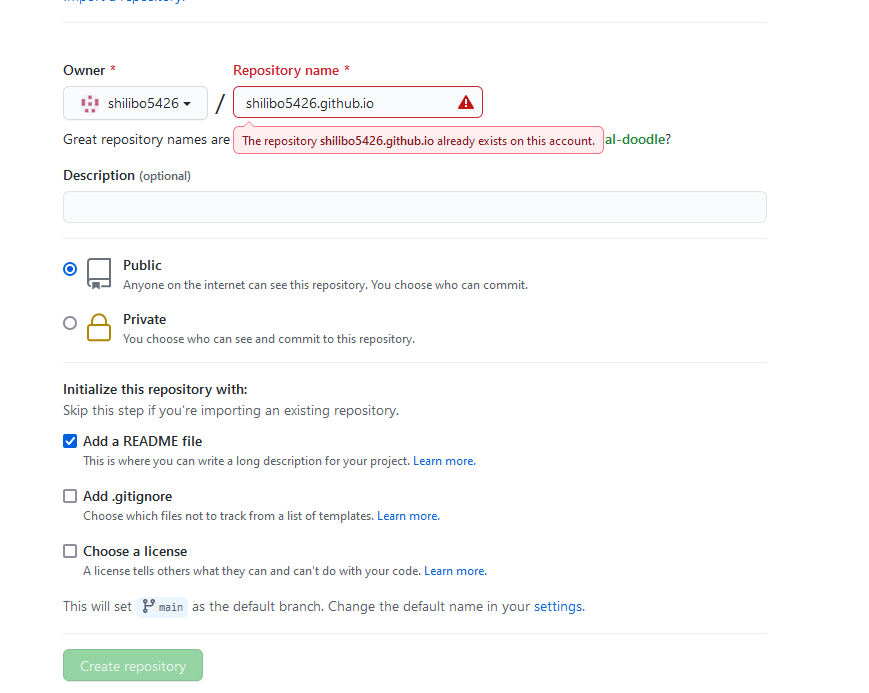 Import a repository.
Owner *
Repository name *
shilibo5426
/
shilibo5426.github.io
Great repository names are
The repository shilibo5426.github.io already exists on this account.
al-doodle?
Description (optional)
Public
Anyone on the internet can see this repository. You choose who can commit.
Private
You choose who can see and commit to this repository.
Initialize this repository with:
Skip this step if you're importing an existing repository.
Add a README file
This is where you can write a long description for your project. Learn more.
Add .gitignore
Choose which files not to track from a list of templates. Learn more.
Choose a license
A license tells others what they can and can't do with your code. Learn more.
This will set main as the default branch. Change the default name in your settings.
Create repository